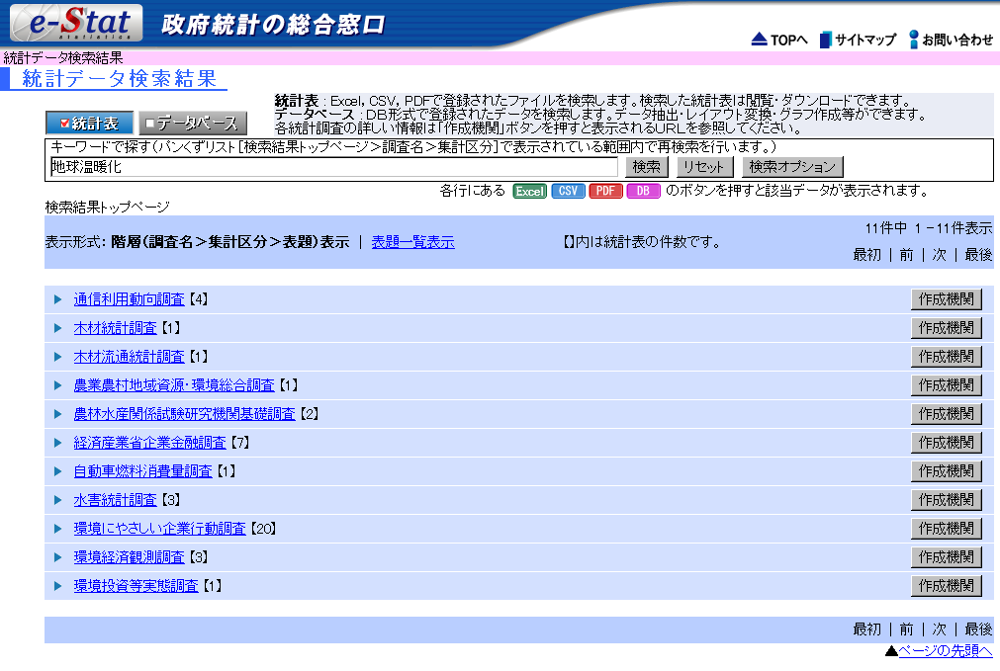 e-Stat
statistics
政府統計の総合窓口
TOPへ サイトマップ お問い合わせ
統計データ検索結果
統計データ検索結果
統計表 データベース
統計表 : Excel, CSV, PDFで登録されたファイルを検索します。検索した統計表は閲覧・ダウンロードできます。
データベース : DB形式で登録されたデータを検索します。データ抽出・レイアウト変換・グラフ作成等ができます。
各統計調査の詳しい情報は「作成機関」ボタンを押すと表示されるURLを参照してください。
キーワードで探す(パンくずリスト[検索結果トップページ>調査名>集計区分]で表示されている範囲内で再検索を行います。)
地球温暖化 検索 リセット 検索オプション
各行にある Excel CSV PDF DB のボタンを押すと該当データが表示されます。
検索結果トップページ
11件中 1-11件表示
表示形式: 階層(調査名>集計区分>表題)表示 | 表題一覧表示 【】内は統計表の件数です。
最初 | 前 | 次 | 最後
▶ 通信利用動向調査【4】 作成機関
▶ 木材統計調査【1】 作成機関
▶ 木材流通統計調査【1】 作成機関
▶ 農業農村地域資源・環境総合調査【1】 作成機関
▶ 農林水産関係試験研究機関基礎調査【2】 作成機関
▶ 経済産業省企業金融調査【7】 作成機関
▶ 自動車燃料消費量調査【1】 作成機関
▶ 水害統計調査【3】 作成機関
▶ 環境にやさしい企業行動調査【20】 作成機関
▶ 環境経済観測調査【3】 作成機関
▶ 環境投資等実態調査【1】 作成機関
最初 | 前 | 次 | 最後
▲ページの先頭へ